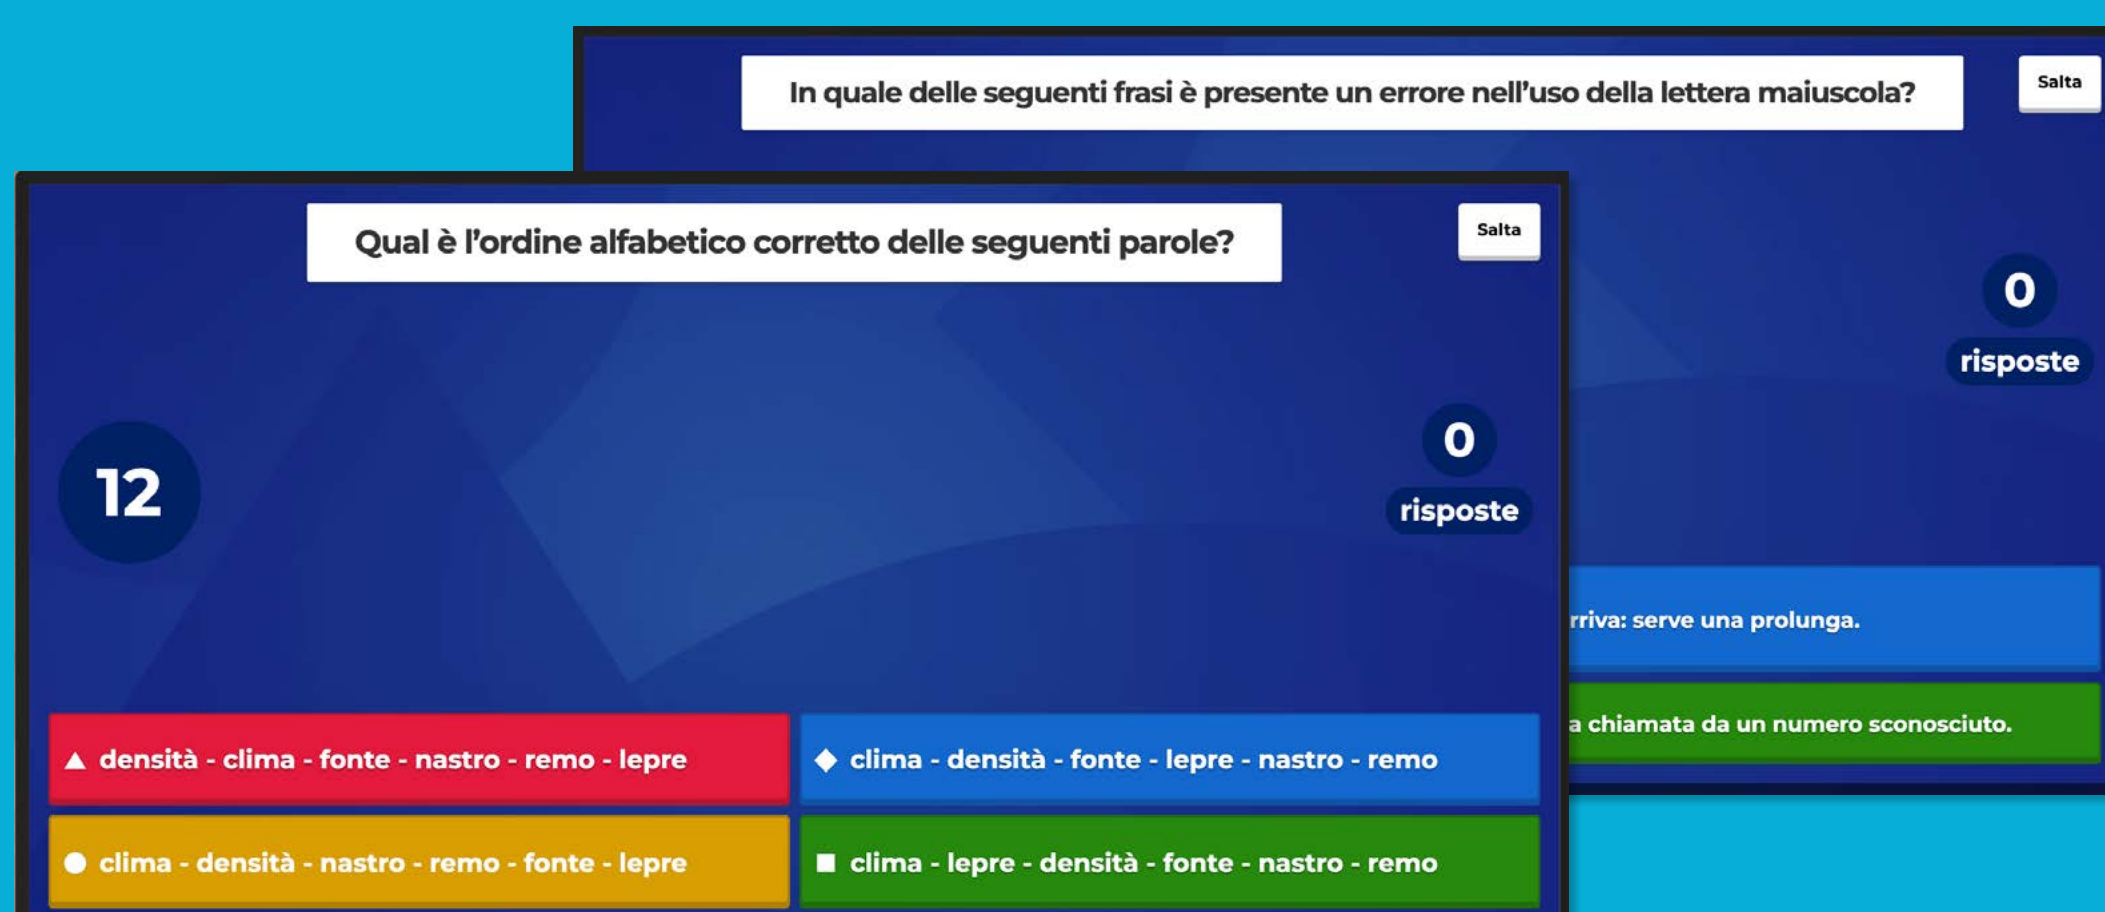 In quale delle seguenti frasi è presente un errore nell'uso della lettera maiuscola?
Salta
0
risposte
rriva: serve una prolunga.
a chiamata da un numero sconosciuto.
Qual è l'ordine alfabetico corretto delle seguenti parole?
Salta
12
0
risposte
densità - clima - fonte - nastro - remo - lepre
clima - densità - fonte - lepre - nastro - remo
clima - densità - nastro - remo - fonte - lepre
clima - lepre - densità - fonte - nastro - remo